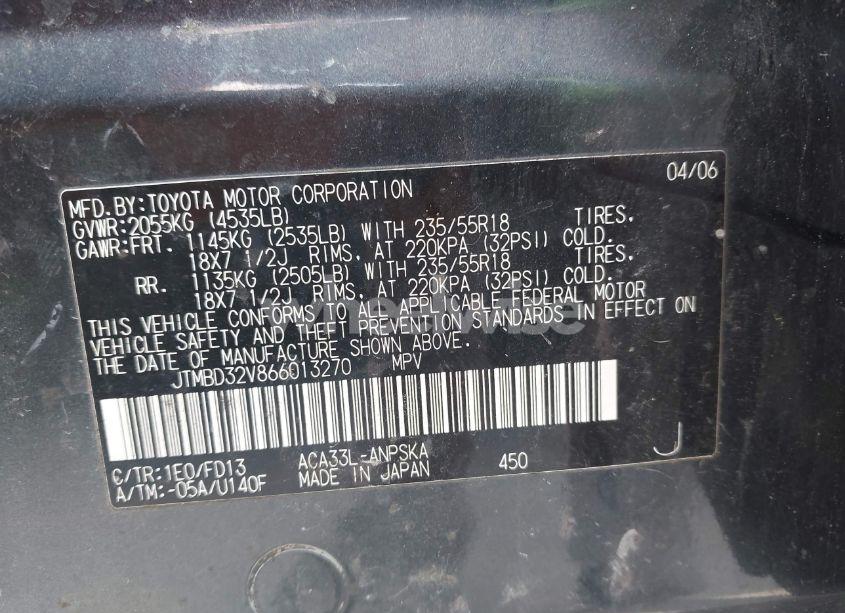 MFD.BY:TOYOTA MOTOR CORPORATION 04/06
GVWR:2055KG (4535LB)
GAWR:FRT. 1145KG (2535LB) WITH 235/55R18 TIRES,
18X7 1/2J RIMS, AT 220KPA (32PSI) COLD.
RR. 1135KG (2505LB) WITH 235/55R18 TIRES,
18X7 1/2J RIMS, AT 220KPA (32PSI) COLD.
THIS VEHICLE CONFORMS TO ALL APPLICABLE FEDERAL MOTOR
VEHICLE SAFETY AND THEFT PREVENTION STANDARDS IN EFFECT ON
THE DATE OF MANUFACTURE SHOWN ABOVE.
JTMBD32V866013270 MPV
C/TR:1E0/FD13 ACA33L-ANPSKA 450 J
A/TM:-05A/U140F MADE IN JAPAN